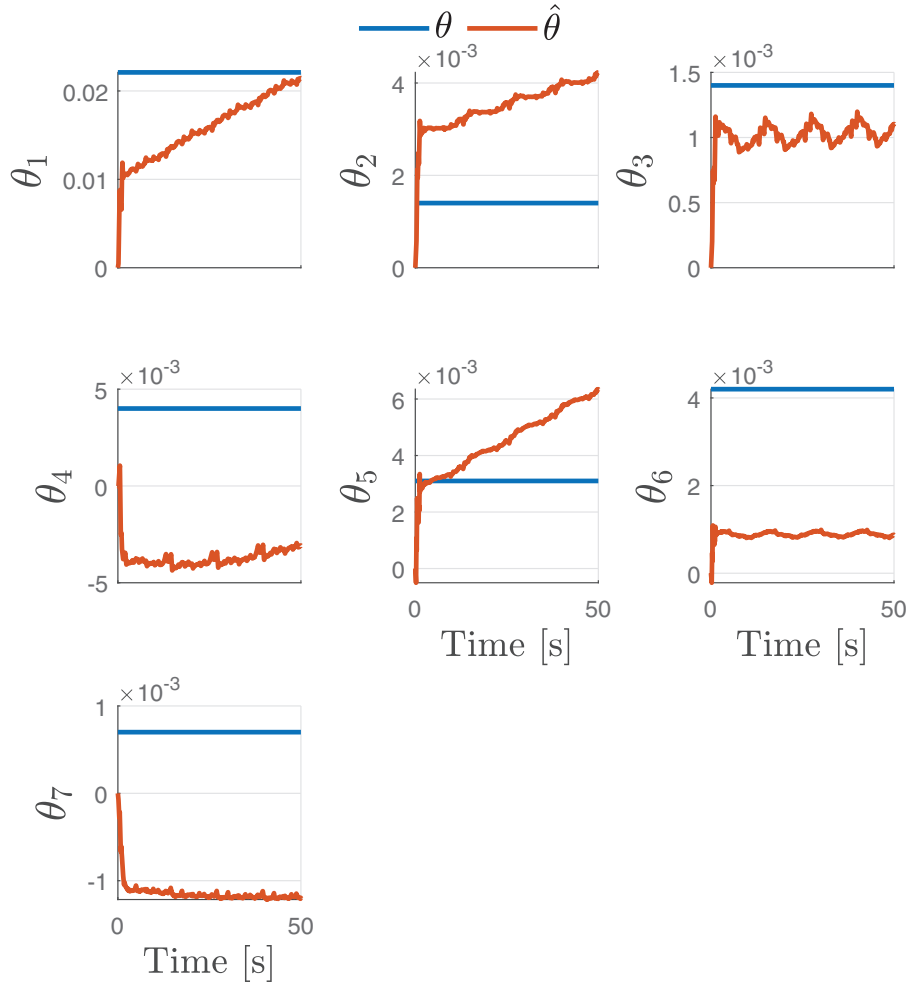 θ θ̂
×10⁻³ ×10⁻³
θ₁ 0.02 0.01 0
θ₂ 4 2 0
θ₃ 1.5 1 0.5 0
×10⁻³ ×10⁻³ ×10⁻³
θ₄ 5 0 -5
θ₅ 6 4 2 0
θ₆ 4 2 0
0 50 0 50
Time [s] Time [s]
×10⁻³
θ₇ 1 0 -1
0 50
Time [s]